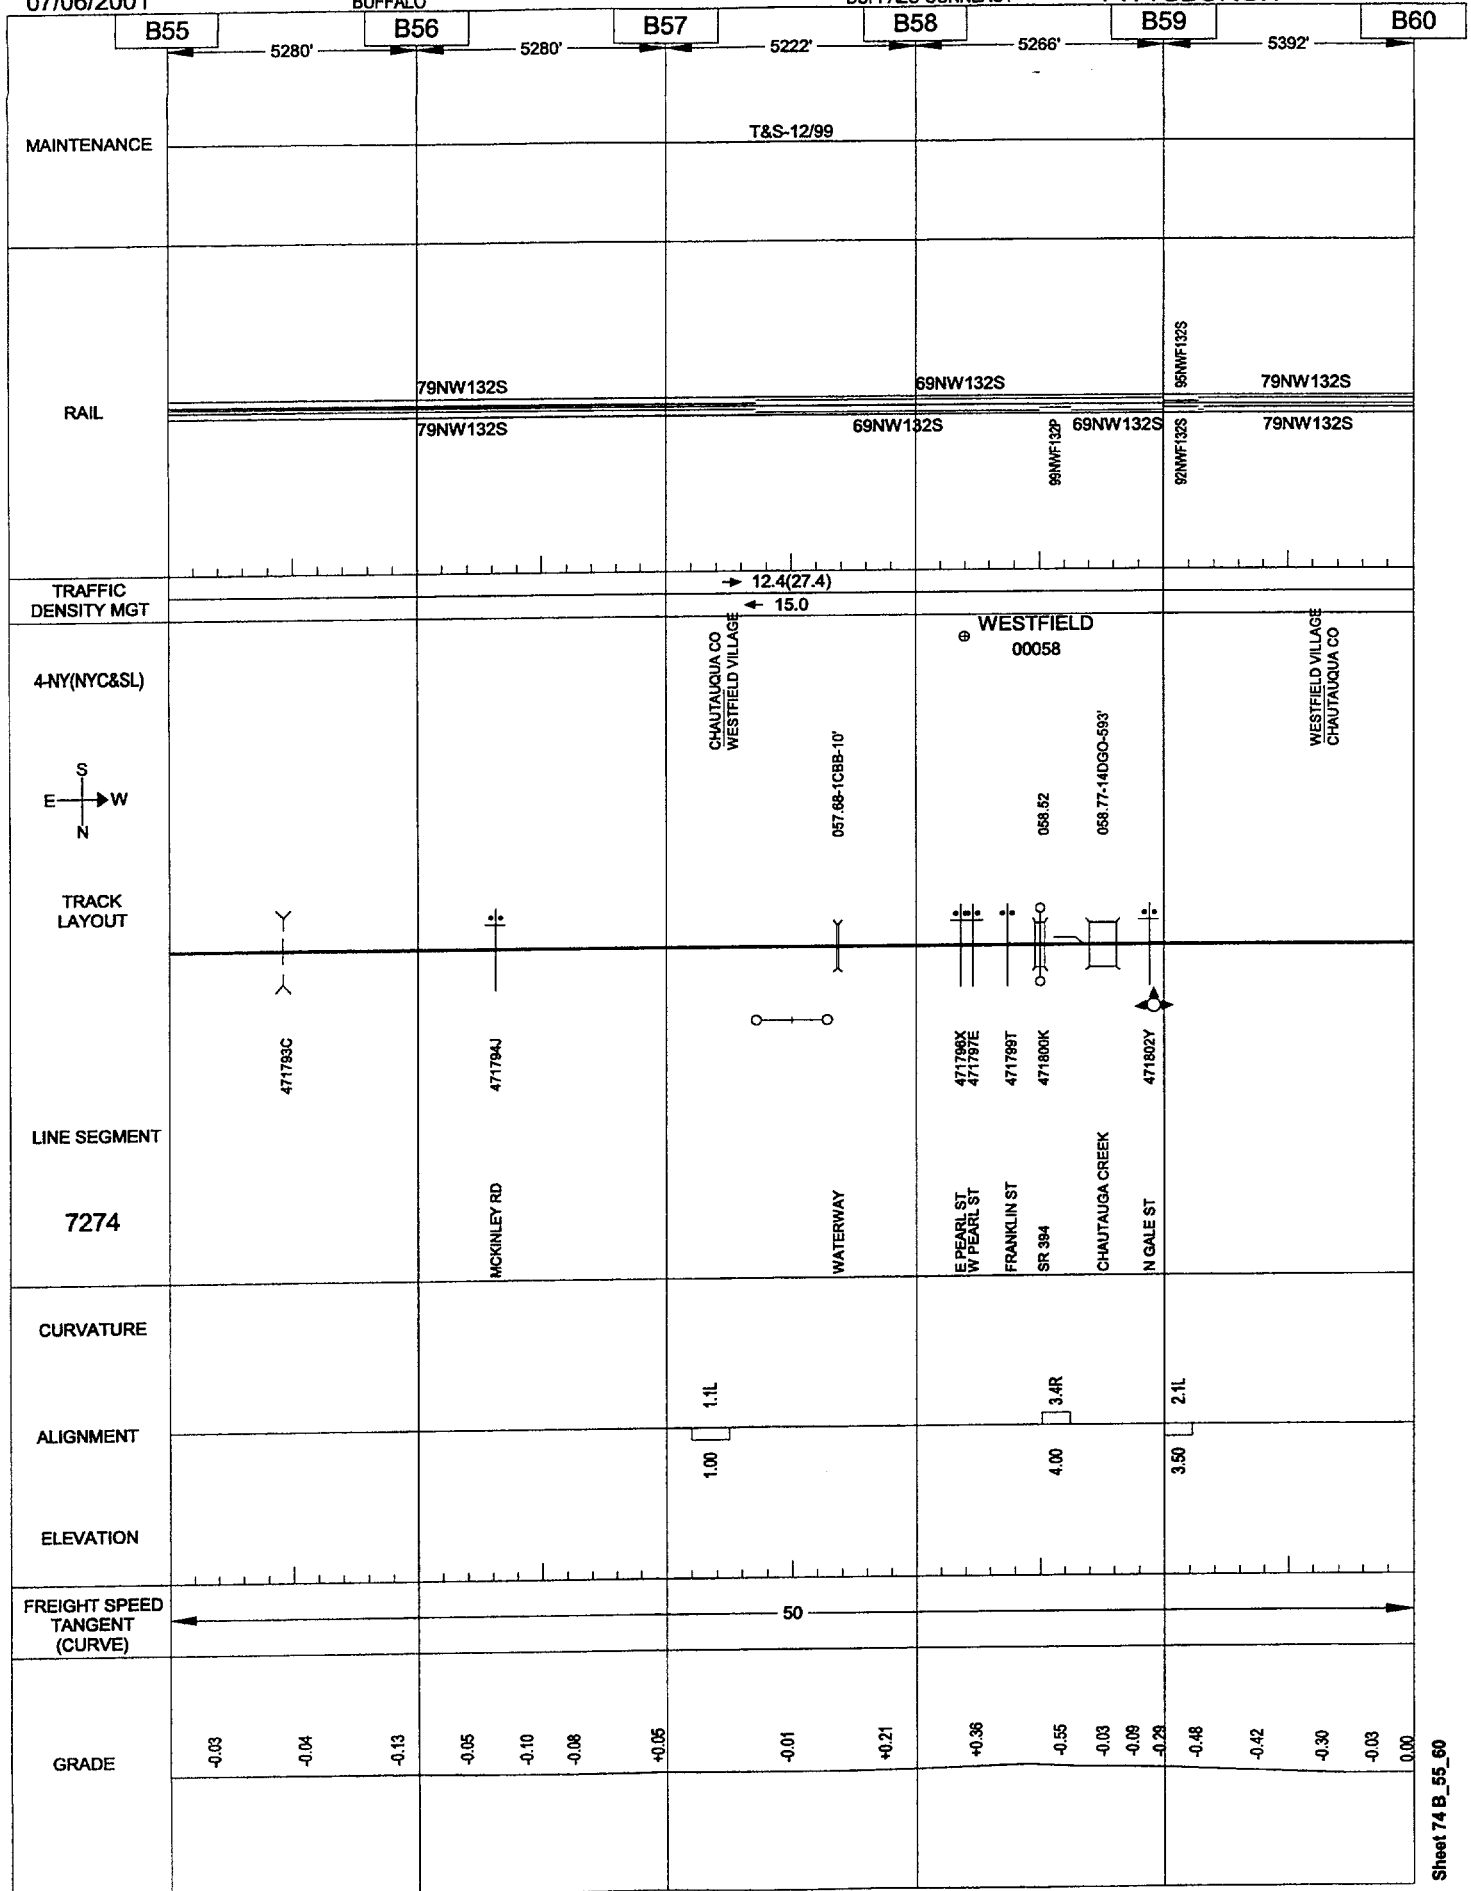 07/06/2001
BUFFALO
B55
B56
B57
B58
B59
B60
5280'
5280'
5222'
5266'
5392'
MAINTENANCE
T&S-12/99
RAIL
79NW132S
69NW132S
95NWF132S
79NW132S
79NW132S
69NW132S
99NWF132P
69NW132S
92NWF132S
79NW132S
TRAFFIC
DENSITY MGT
12.4(27.4)
15.0
4-NY(NYC&SL)
CHAUTAUQUA CO
WESTFIELD VILLAGE
WESTFIELD
00058
WESTFIELD VILLAGE
CHAUTAUQUA CO
S
E
W
N
057.68-1CBB-10'
058.52
058.77-14DGO-593'
TRACK
LAYOUT
471793C
471794J
471796X
471797E
471799T
471800K
471802Y
LINE SEGMENT
7274
MCKINLEY RD
WATERWAY
E PEARL ST
W PEARL ST
FRANKLIN ST
SR 394
CHAUTAUGA CREEK
N GALE ST
CURVATURE
1.1L
3.4R
2.1L
ALIGNMENT
1.00
4.00
3.50
ELEVATION
FREIGHT SPEED
TANGENT
(CURVE)
50
GRADE
-0.03
-0.04
-0.13
-0.05
-0.10
-0.08
+0.05
-0.01
+0.21
+0.36
-0.55
-0.03
-0.09
-0.29
-0.48
-0.42
-0.30
-0.03
0.00
Sheet 74 B_55_60